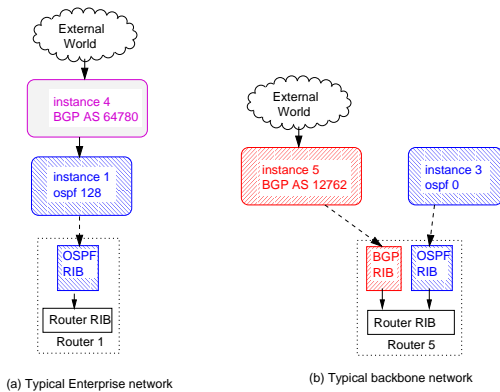 External
World
instance 4
BGP AS 64780
instance 1
ospf 128
OSPF
RIB
Router RIB
Router 1
(a) Typical Enterprise network
External
World
instance 5
BGP AS 12762
instance 3
ospf 0
BGP
RIB
OSPF
RIB
Router RIB
Router 5
(b) Typical backbone network